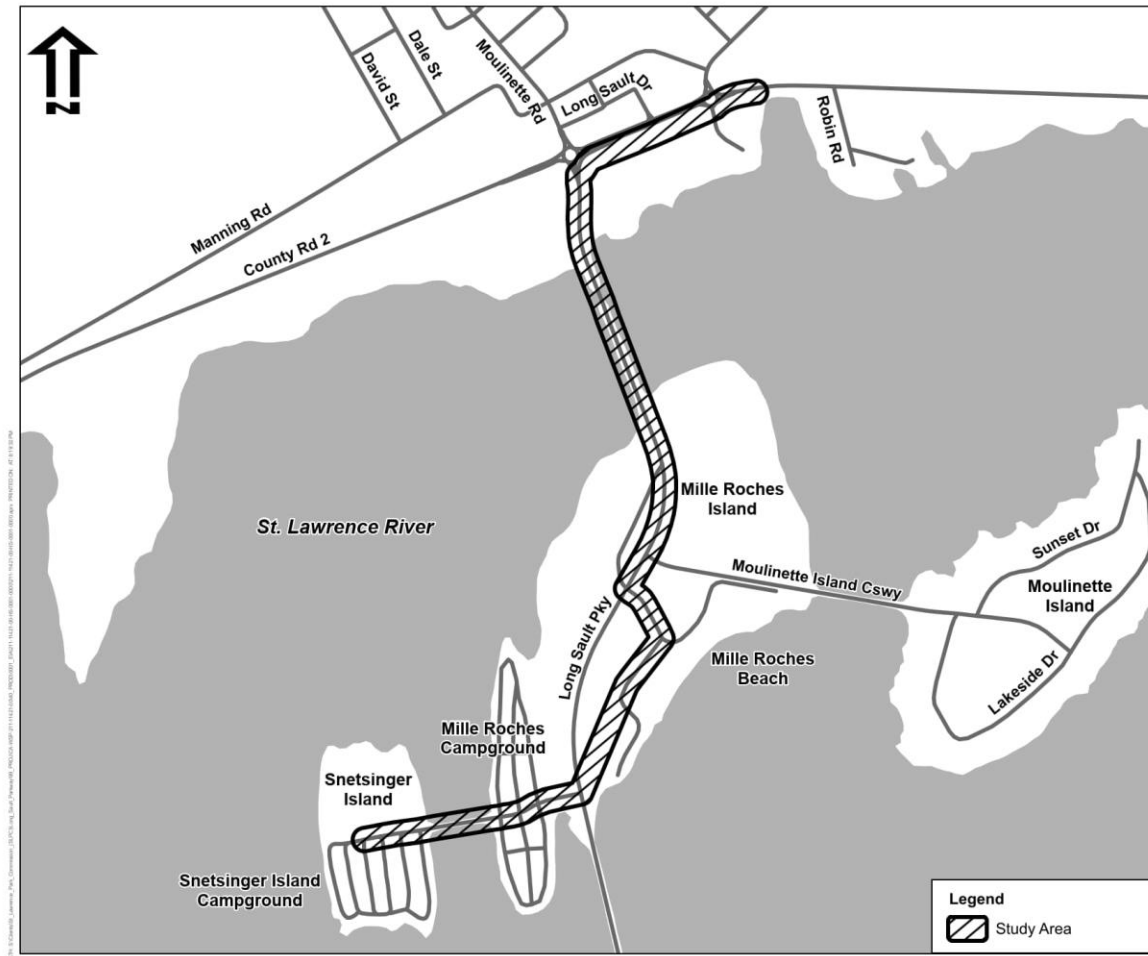 N
David St
Dale St
Moulinette Rd
Long Sault Dr
Robin Rd
Manning Rd
County Rd 2
St. Lawrence River
Mille Roches
Island
Moulinette Island Cswy
Sunset Dr
Moulinette
Island
Lakeside Dr
Long Sault Pky
Mille Roches
Beach
Mille Roches
Campground
Snetsinger
Island
Snetsinger Island
Campground
Legend
Study Area